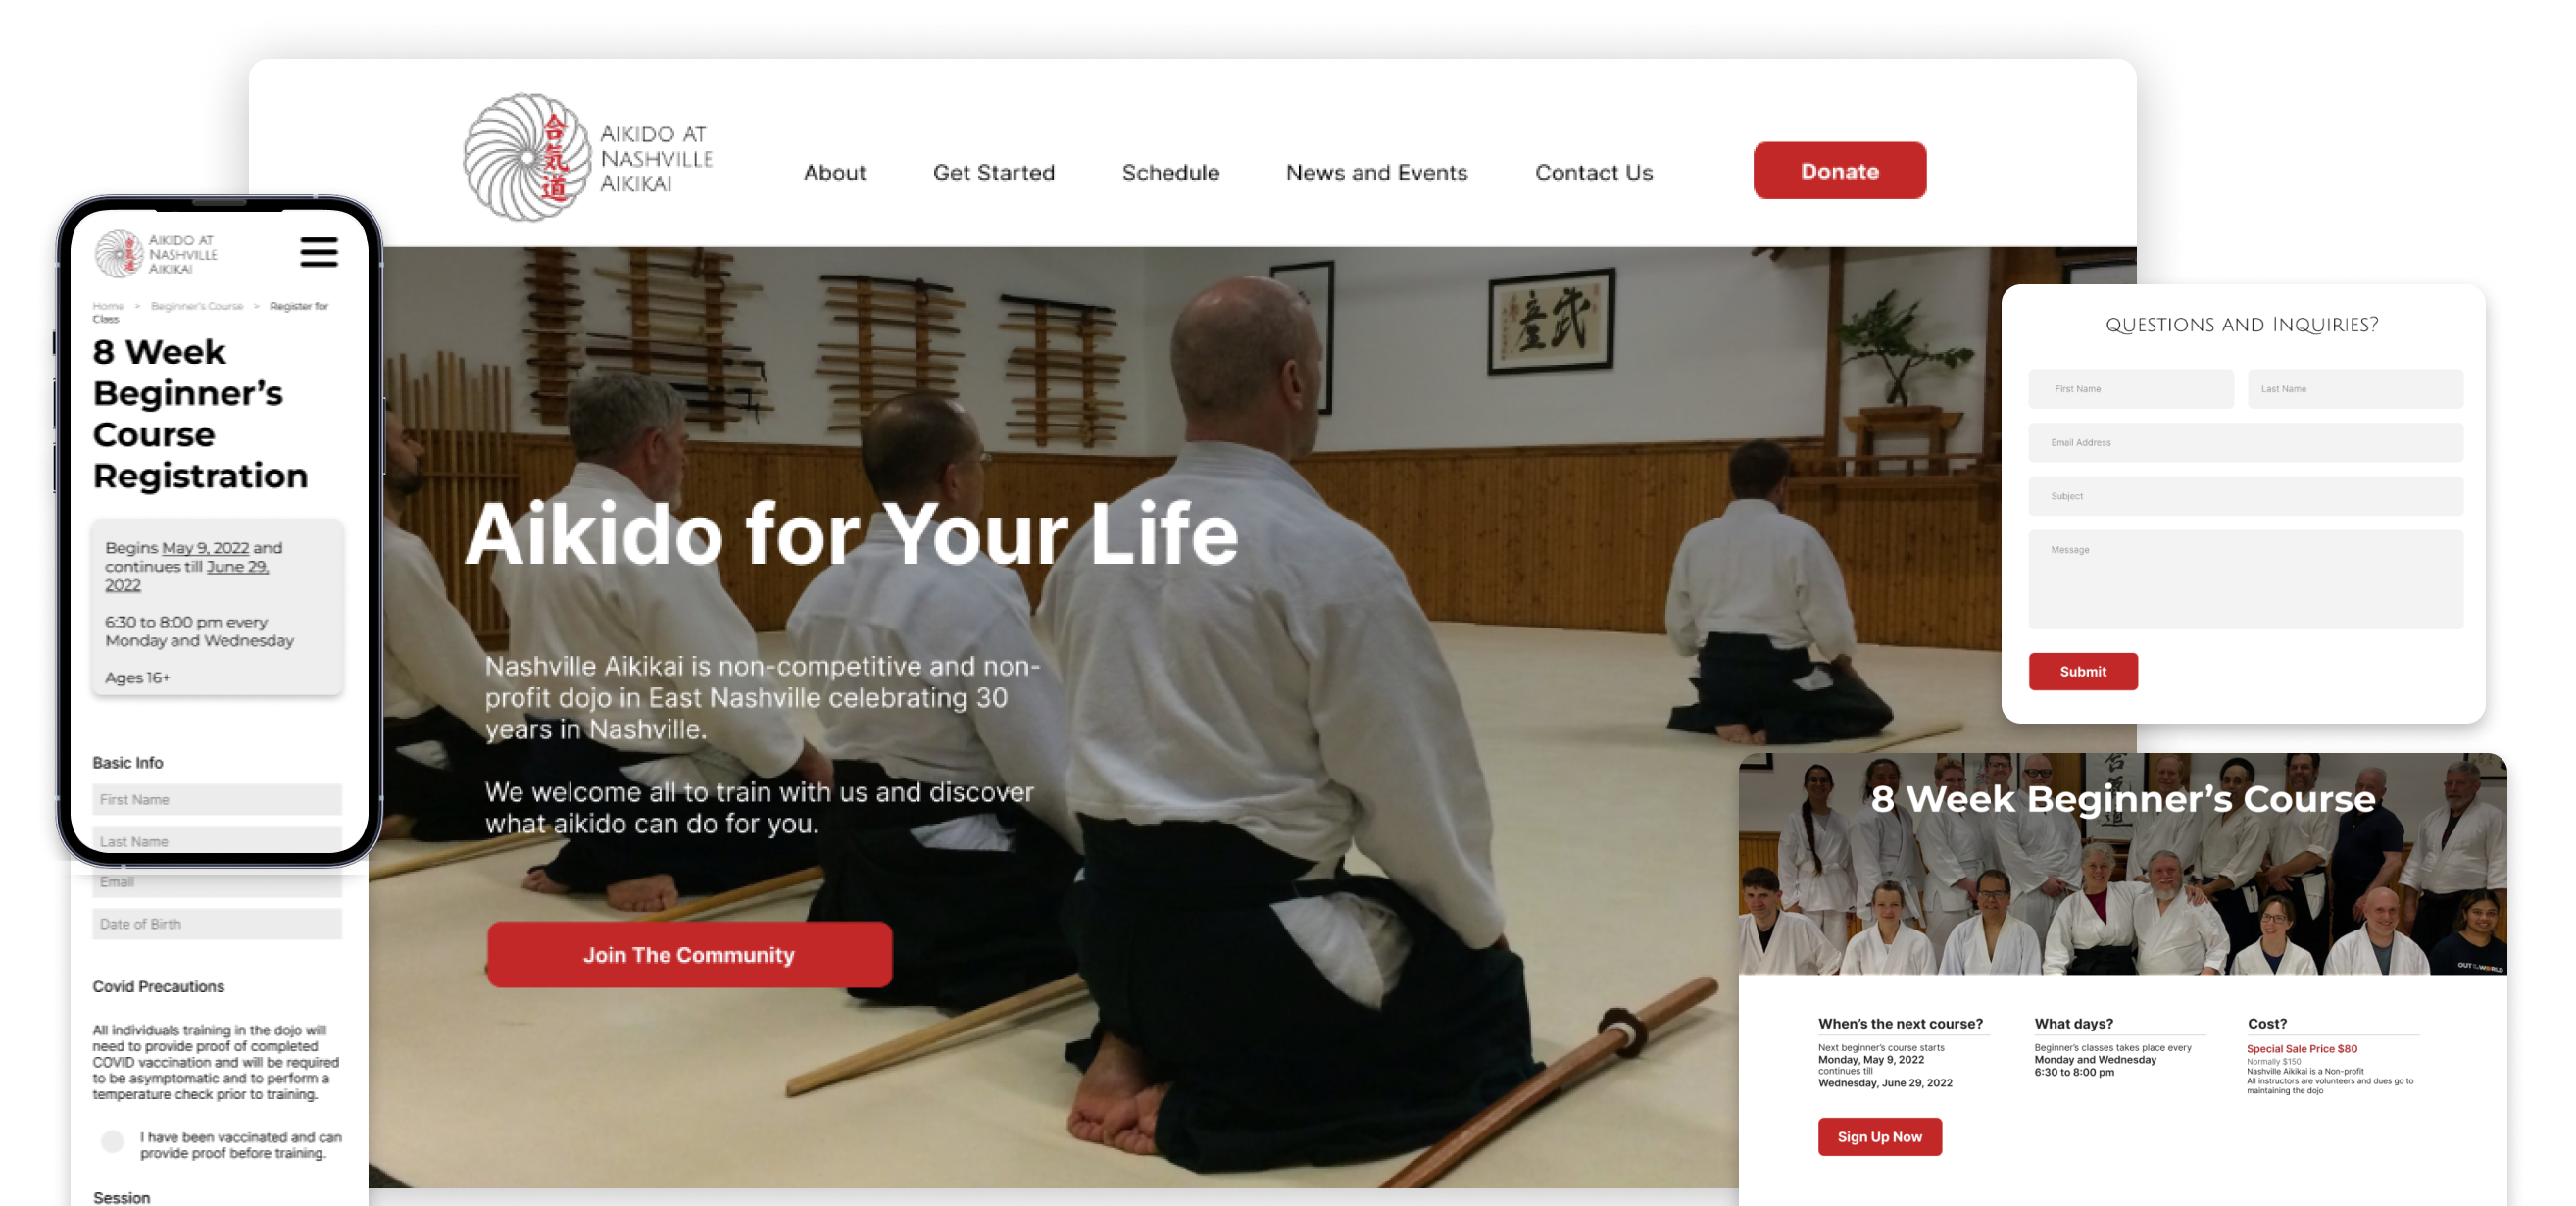 合気道
AIKIDO AT
NASHVILLE
AIKIKAI
About
Get Started
Schedule
News and Events
Contact Us
Donate
Aikido for Your Life
Nashville Aikikai is non-competitive and non-
profit dojo in East Nashville celebrating 30
years in Nashville.
We welcome all to train with us and discover
what aikido can do for you.
Join The Community
AIKIDO AT
NASHVILLE
AIKIKAI
Home > Beginner's Course > Register for
Class
8 Week
Beginner's
Course
Registration
Begins May 9, 2022 and
continues till June 29,
2022
6:30 to 8:00 pm every
Monday and Wednesday
Ages 16+
Basic Info
First Name
Last Name
Email
Date of Birth
Covid Precautions
All individuals training in the dojo will
need to provide proof of completed
COVID vaccination and will be required
to be asymptomatic and to perform a
temperature check prior to training.
I have been vaccinated and can
provide proof before training.
Session
QUESTIONS AND INQUIRIES?
First Name
Last Name
Email Address
Subject
Message
Submit
8 Week Beginner's Course
When's the next course?
Next beginner's course starts
Monday, May 9, 2022
continues till
Wednesday, June 29, 2022
Sign Up Now
What days?
Beginner's classes takes place every
Monday and Wednesday
6:30 to 8:00 pm
Cost?
Special Sale Price $80
Normally $150
Nashville Aikikai is a Non-profit
All instructors are volunteers and dues go to
maintaining the dojo